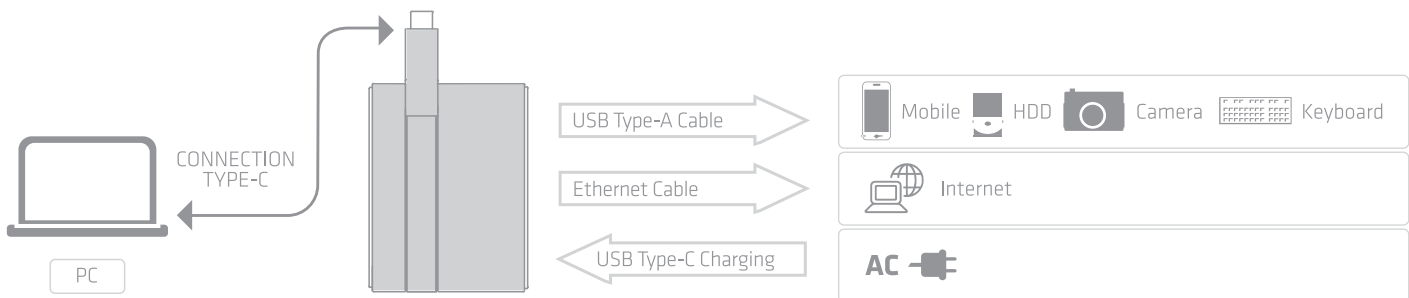 CONNECTION
TYPE-C
PC
USB Type-A Cable
Mobile HDD Camera Keyboard
Ethernet Cable
Internet
USB Type-C Charging
AC